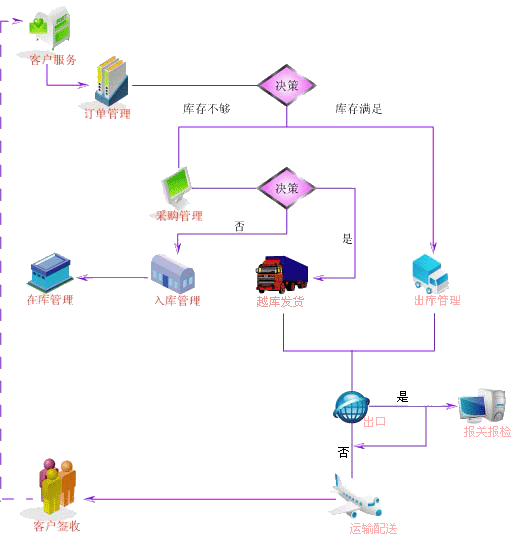 客户服务
订单管理
决策
库存不够
库存满足
采购管理
决策
否
是
在库管理
入库管理
越库发货
出库管理
出口
是
报关报检
否
客户签收
运输配送